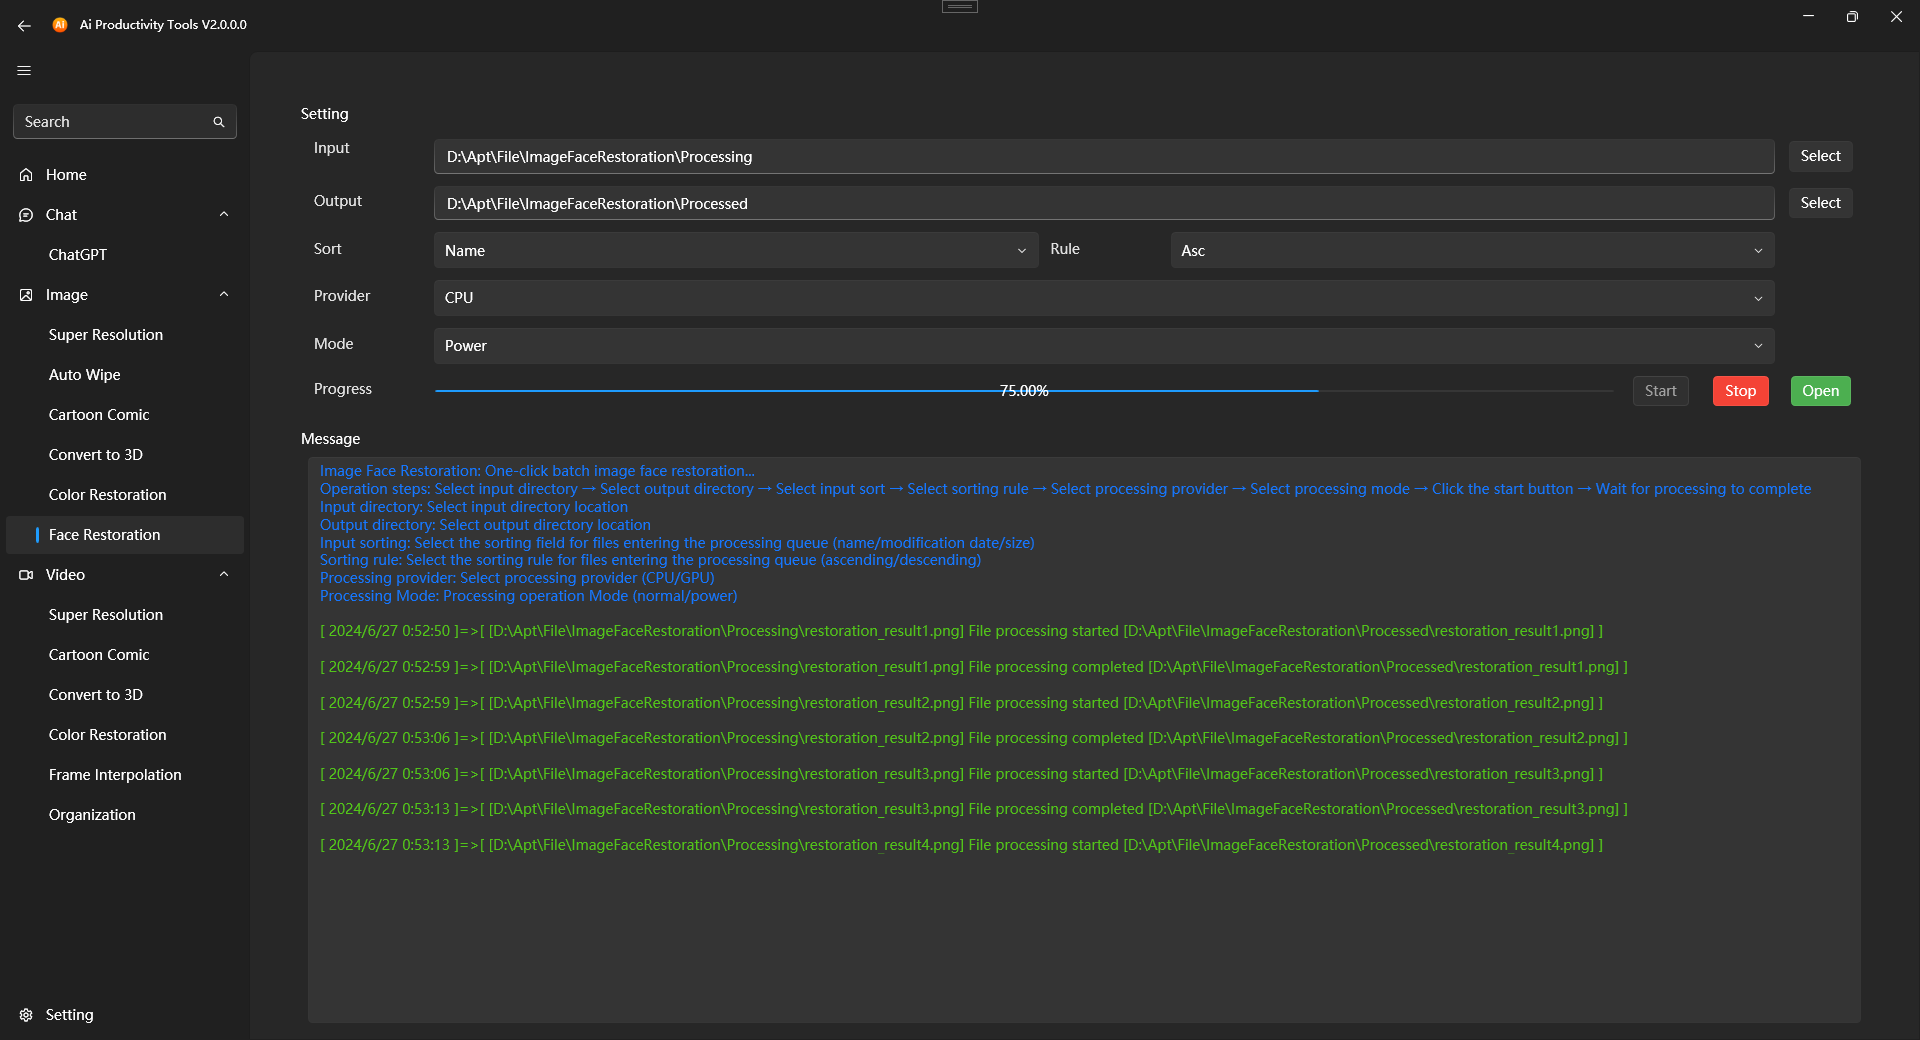 Ai Productivity Tools V2.0.0.0
Search
Home
Chat
ChatGPT
Image
Super Resolution
Auto Wipe
Cartoon Comic
Convert to 3D
Color Restoration
Face Restoration
Video
Super Resolution
Cartoon Comic
Convert to 3D
Color Restoration
Frame Interpolation
Organization
Setting
Setting
Input D:\Apt\File\ImageFaceRestoration\Processing Select
Output D:\Apt\File\ImageFaceRestoration\Processed Select
Sort Name Rule Asc
Provider CPU
Mode Power
Progress 75.00% Start Stop Open
Message
Image Face Restoration: One-click batch image face restoration...
Operation steps: Select input directory → Select output directory → Select input sort → Select sorting rule → Select processing provider → Select processing mode → Click the start button → Wait for processing to complete
Input directory: Select input directory location
Output directory: Select output directory location
Input sorting: Select the sorting field for files entering the processing queue (name/modification date/size)
Sorting rule: Select the sorting rule for files entering the processing queue (ascending/descending)
Processing provider: Select processing provider (CPU/GPU)
Processing Mode: Processing operation Mode (normal/power)
[ 2024/6/27 0:52:50 ]=>[ [D:\Apt\File\ImageFaceRestoration\Processing\restoration_result1.png] File processing started [D:\Apt\File\ImageFaceRestoration\Processed\restoration_result1.png] ]
[ 2024/6/27 0:52:59 ]=>[ [D:\Apt\File\ImageFaceRestoration\Processing\restoration_result1.png] File processing completed [D:\Apt\File\ImageFaceRestoration\Processed\restoration_result1.png] ]
[ 2024/6/27 0:52:59 ]=>[ [D:\Apt\File\ImageFaceRestoration\Processing\restoration_result2.png] File processing started [D:\Apt\File\ImageFaceRestoration\Processed\restoration_result2.png] ]
[ 2024/6/27 0:53:06 ]=>[ [D:\Apt\File\ImageFaceRestoration\Processing\restoration_result2.png] File processing completed [D:\Apt\File\ImageFaceRestoration\Processed\restoration_result2.png] ]
[ 2024/6/27 0:53:06 ]=>[ [D:\Apt\File\ImageFaceRestoration\Processing\restoration_result3.png] File processing started [D:\Apt\File\ImageFaceRestoration\Processed\restoration_result3.png] ]
[ 2024/6/27 0:53:13 ]=>[ [D:\Apt\File\ImageFaceRestoration\Processing\restoration_result3.png] File processing completed [D:\Apt\File\ImageFaceRestoration\Processed\restoration_result3.png] ]
[ 2024/6/27 0:53:13 ]=>[ [D:\Apt\File\ImageFaceRestoration\Processing\restoration_result4.png] File processing started [D:\Apt\File\ImageFaceRestoration\Processed\restoration_result4.png] ]